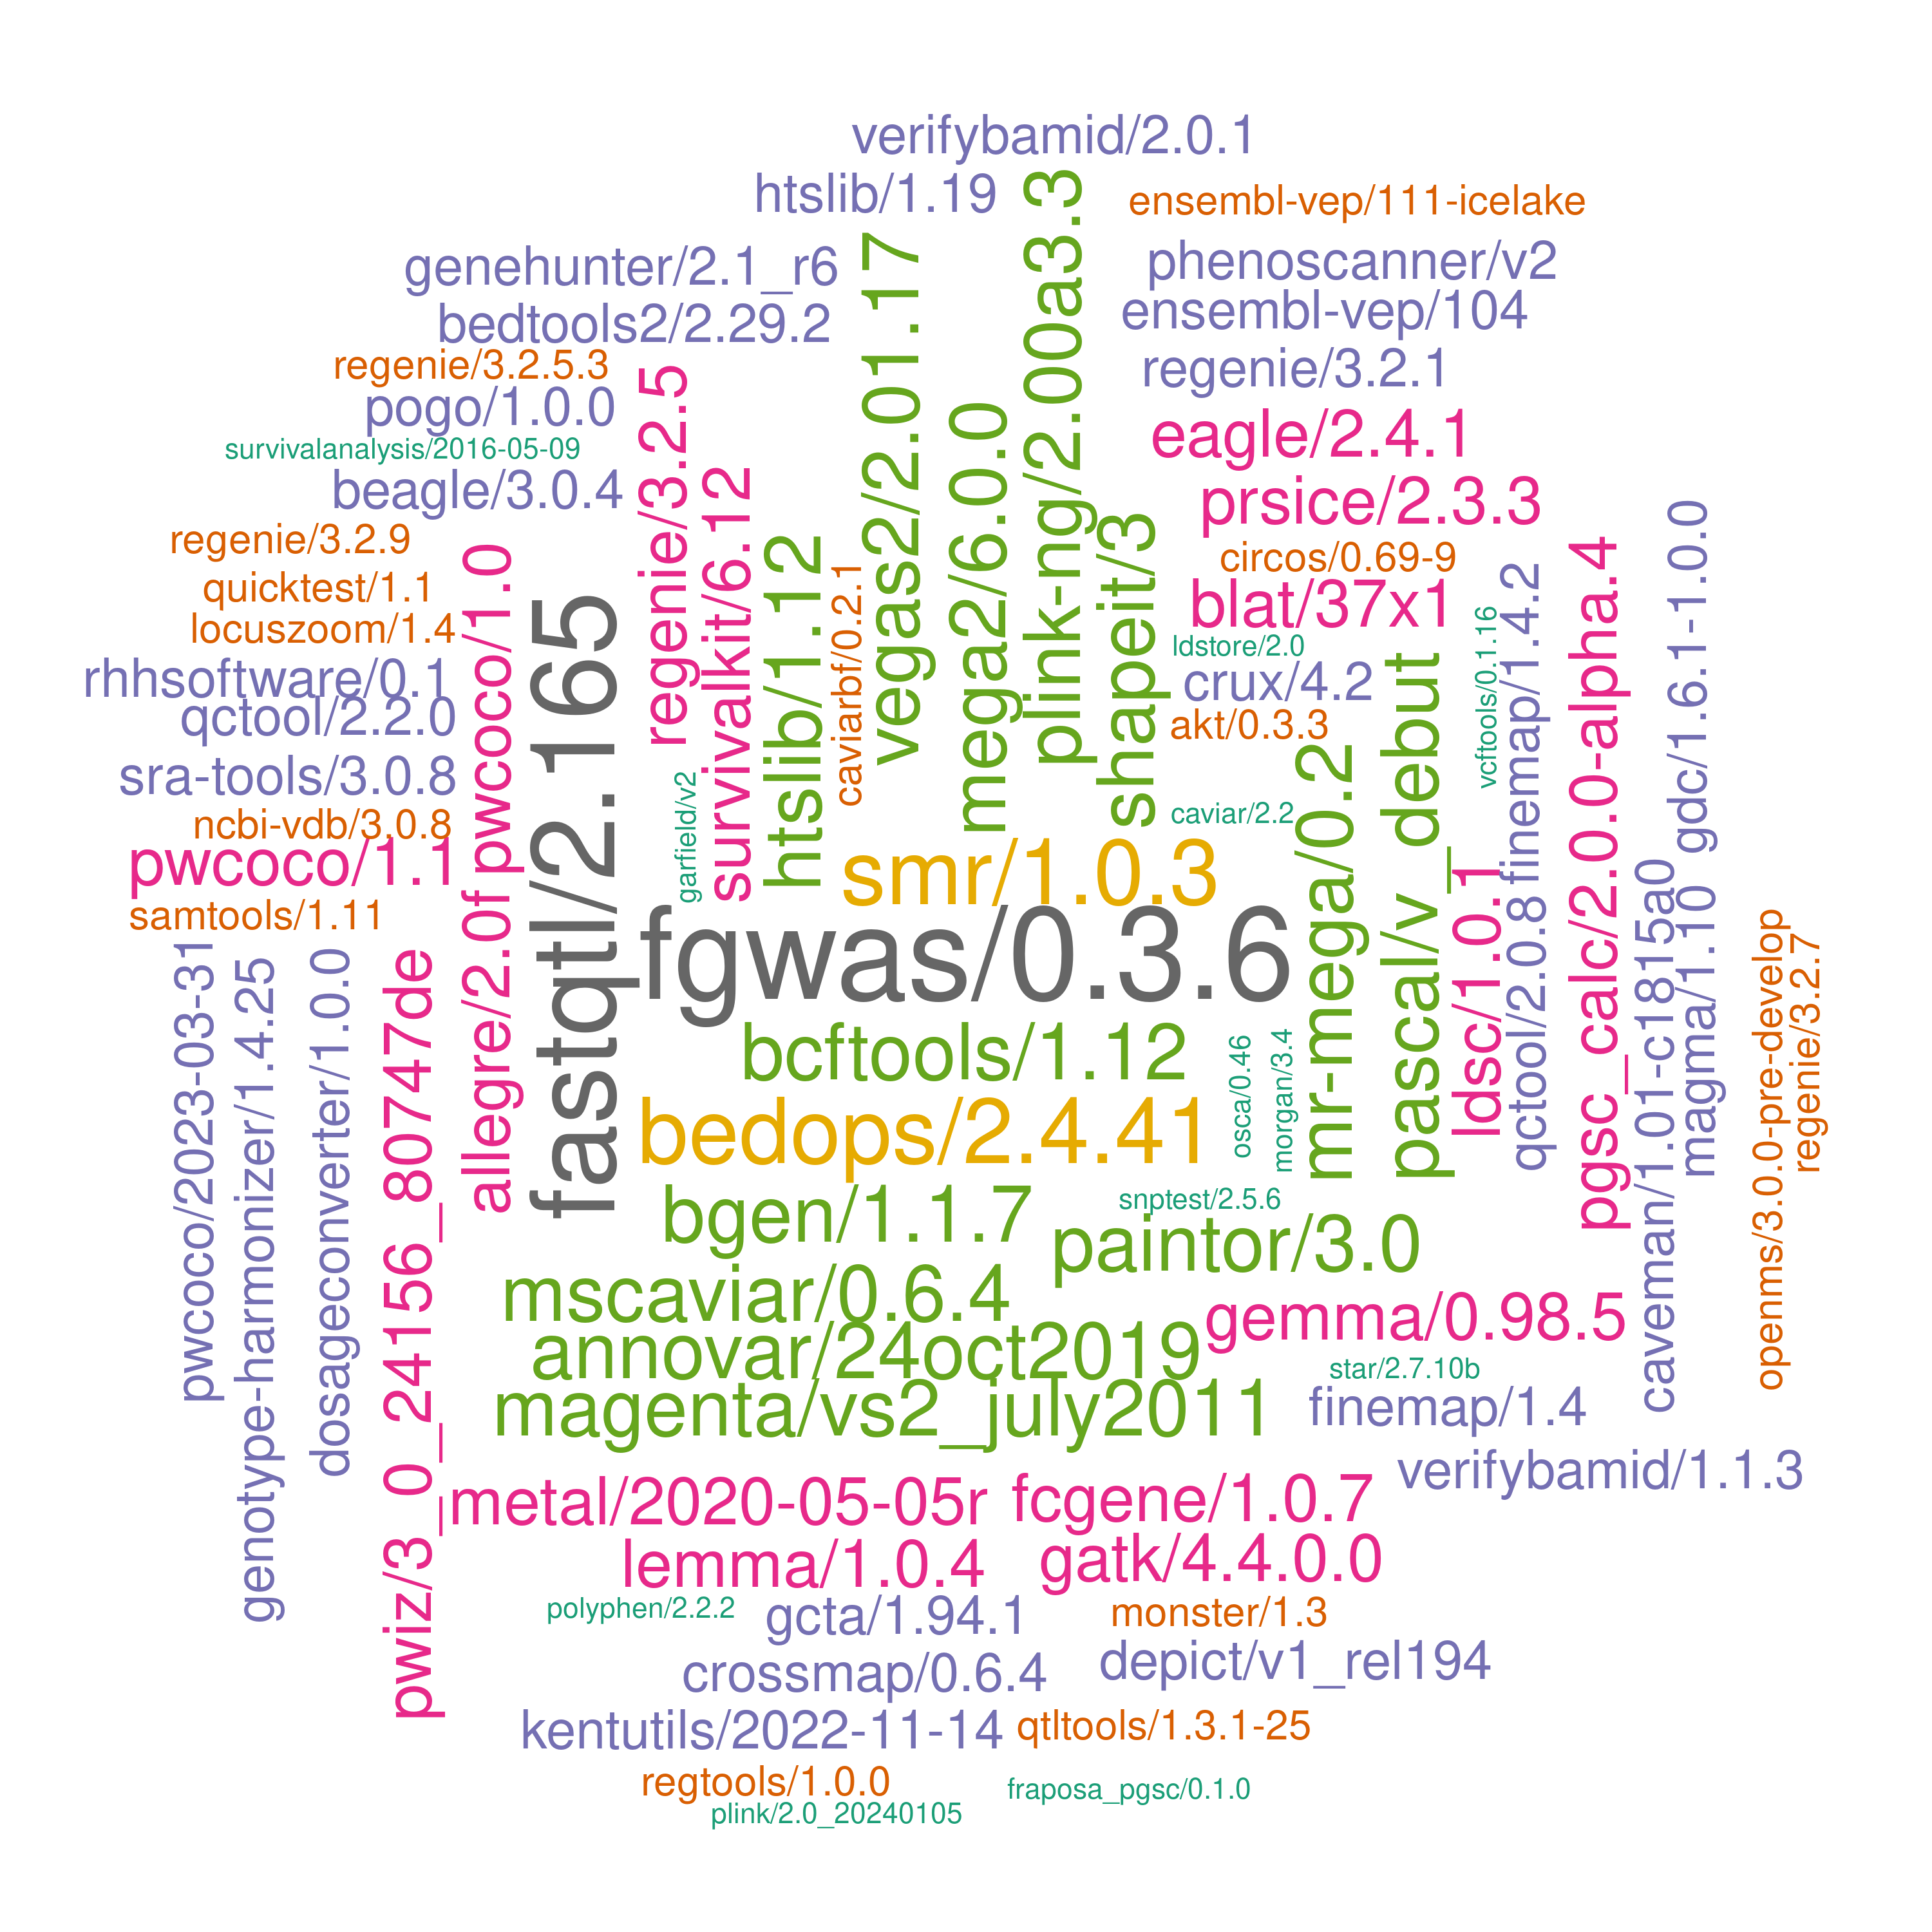 verifybamid/2.0.1
htslib/1.19
ensembl-vep/111-icelake
genehunter/2.1_r6
phenoscanner/v2
bedtools2/2.29.2
ensembl-vep/104
regenie/3.2.5.3
regenie/3.2.1
pogo/1.0.0
eagle/2.4.1
survivalanalysis/2016-05-09
beagle/3.0.4
prsice/2.3.3
regenie/3.2.9
circos/0.69-9
quicktest/1.1
blat/37x1
locuszoom/1.4
ldstore/2.0
rhhsoftware/0.1
crux/4.2
qctool/2.2.0
akt/0.3.3
sra-tools/3.0.8
ncbi-vdb/3.0.8
caviar/2.2
pwcoco/1.1
samtools/1.11
pwcoco/1.0
allegre/2.0f
fastqtl/2.165
regenie/3.2.5
survivalkit/6.12
garfield/v2
htslib/1.12
caviarbf/0.2.1
vegas2/2.01.17
mega2/6.0.0
plink-ng/2.00a3.3
shapeit/3
mr-mega/0.2
pascal/v_debut
vcftools/0.1.16
ldsc/1.0.1
finemap/1.4.2
qctool/2.0.8
pgsc_calc/2.0.0-alpha.4
gdc/1.6.1-1.0.0
magma/1.10
caveman/1.01-c1815a0
openms/3.0.0-pre-develop
regenie/3.2.7
smr/1.0.3
fgwas/0.3.6
bcftools/1.12
osca/0.46
morgan/3.4
bedops/2.4.41
pwcoco/2023-03-31
genotype-harmonizer/1.4.25
dosageconverter/1.0.0
pwiz/3_0_24156_80747de
bgen/1.1.7
snptest/2.5.6
paintor/3.0
mscaviar/0.6.4
gemma/0.98.5
annovar/24oct2019
star/2.7.10b
magenta/vs2_july2011
finemap/1.4
verifybamid/1.1.3
metal/2020-05-05r
fcgene/1.0.7
lemma/1.0.4
gatk/4.4.0.0
polyphen/2.2.2
gcta/1.94.1
monster/1.3
crossmap/0.6.4
depict/v1_rel194
kentutils/2022-11-14
qtltools/1.3.1-25
regtools/1.0.0
fraposa_pgsc/0.1.0
plink/2.0_20240105